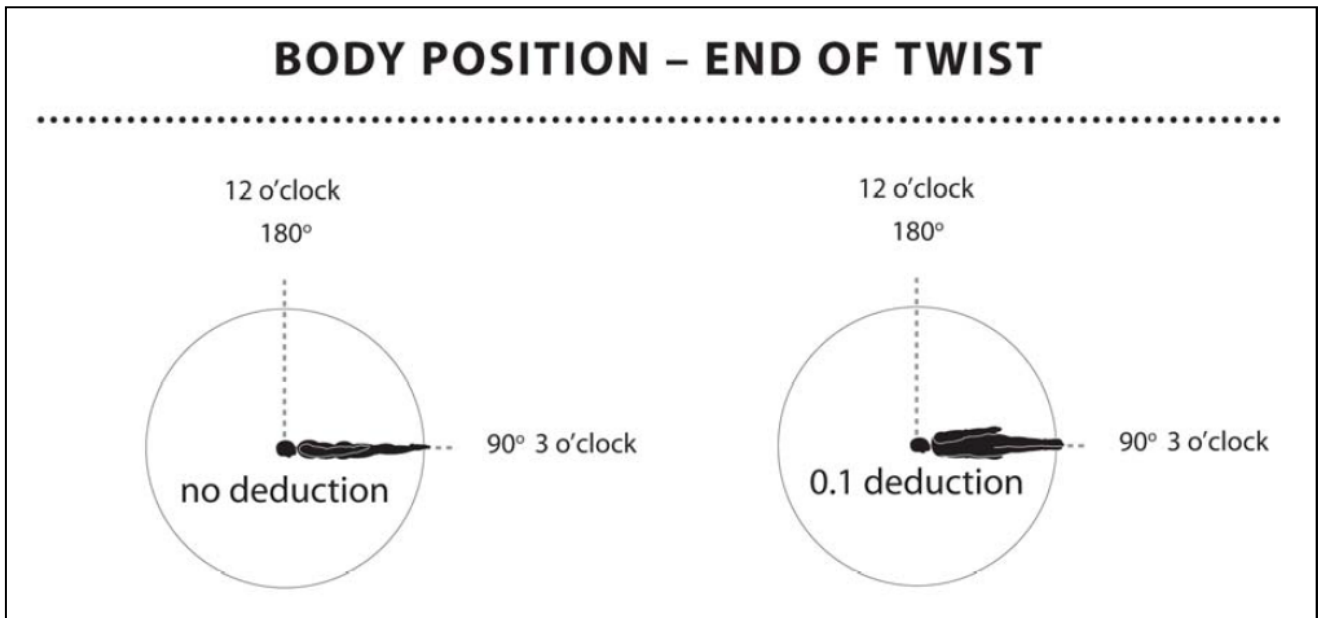 BODY POSITION – END OF TWIST
12 o’clock
180°
90° 3 o’clock
no deduction
12 o’clock
180°
90° 3 o’clock
0.1 deduction